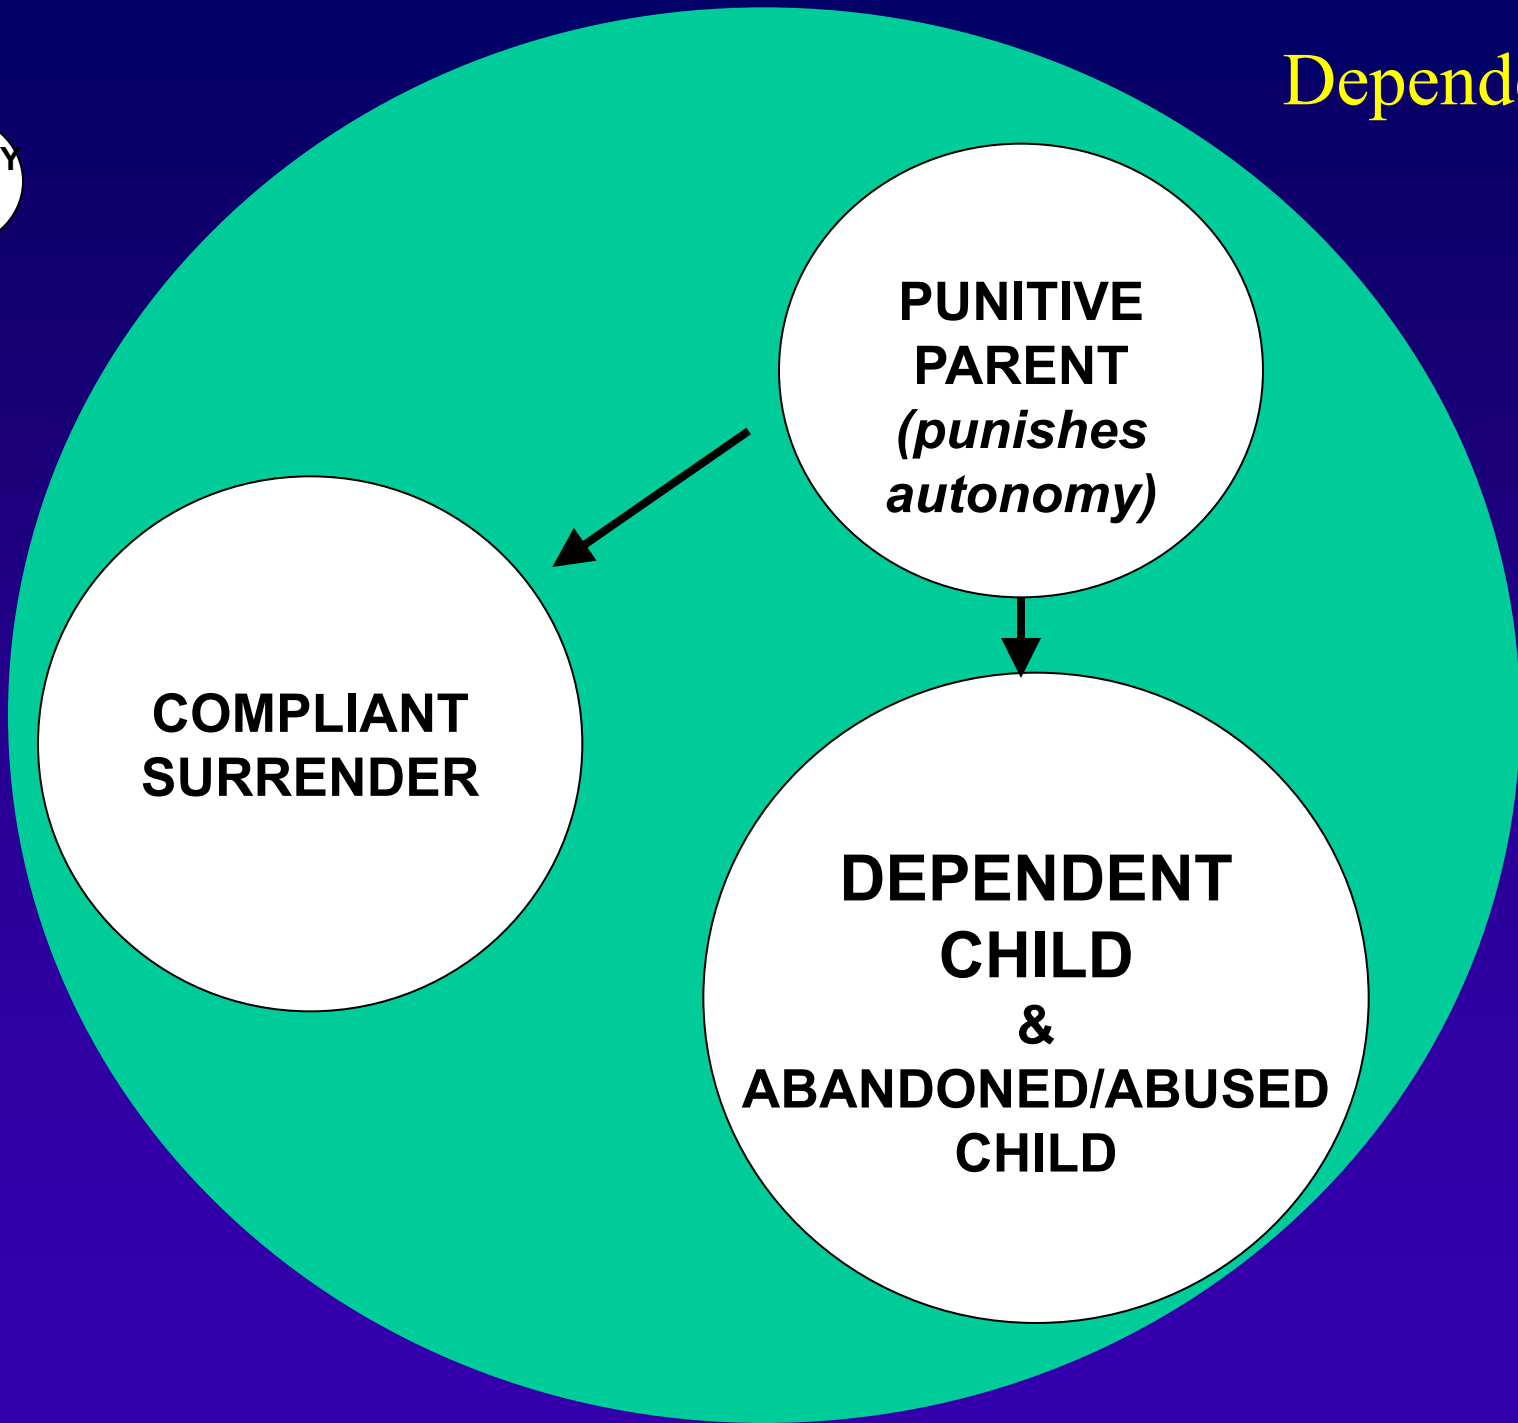 PUNITIVE
PARENT
(punishes
autonomy)
COMPLIANT
SURRENDER
DEPENDENT
CHILD
&
ABANDONED/ABUSED
CHILD